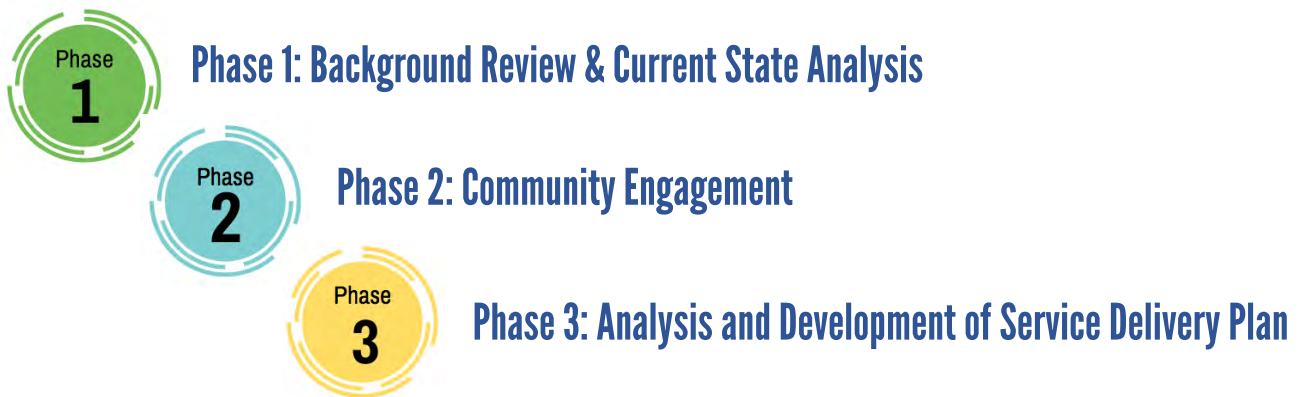 Phase
1
Phase 1: Background Review & Current State Analysis
Phase
2
Phase 2: Community Engagement
Phase
3
Phase 3: Analysis and Development of Service Delivery Plan